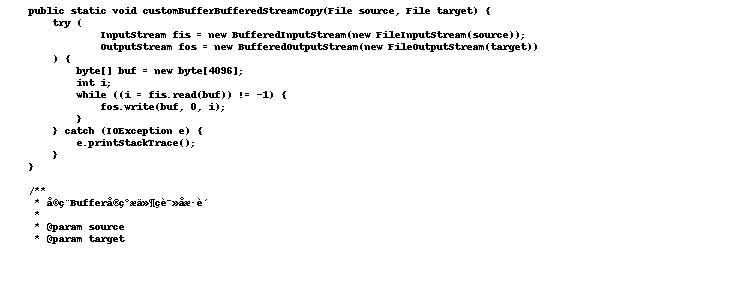 public static void customBufferBufferedStreamCopy(File source, File target) {
try (
InputStream fis = new BufferedInputStream(new FileInputStream(source));
OutputStream fos = new BufferedOutputStream(new FileOutputStream(target))
) {
byte[] buf = new byte[4096];
int i;
while ((i = fis.read(buf)) != -1) {
fos.write(buf, 0, i);
}
} catch (IOException e) {
e.printStackTrace();
}
}
/**
* Buffer
*
* @param source
* @param target